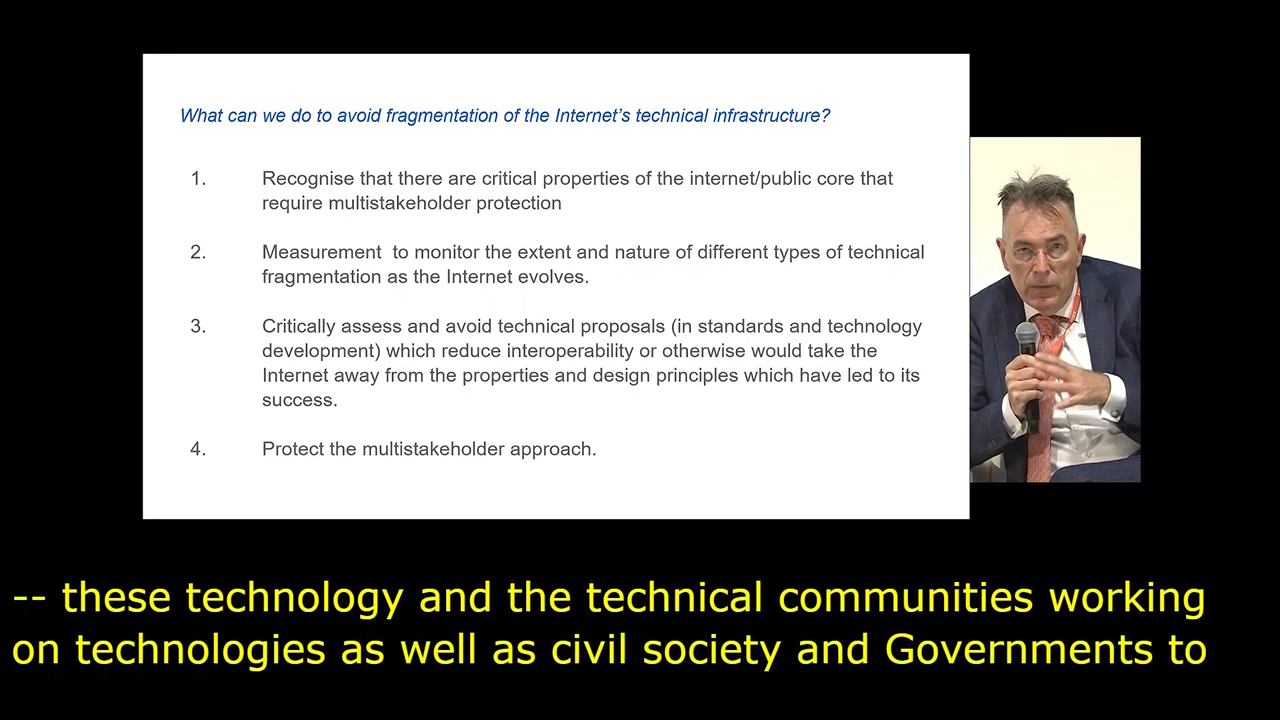 What can we do to avoid fragmentation of the Internet's technical infrastructure?
1. Recognise that there are critical properties of the internet/public core that
require multistakeholder protection
2. Measurement  to monitor the extent and nature of different types of technical
fragmentation as the Internet evolves.
3. Critically assess and avoid technical proposals (in standards and technology
development) which reduce interoperability or otherwise would take the
Internet away from the properties and design principles which have led to its
success.
4. Protect the multistakeholder approach.
-- these technology and the technical communities working
on technologies as well as civil society and Governments to